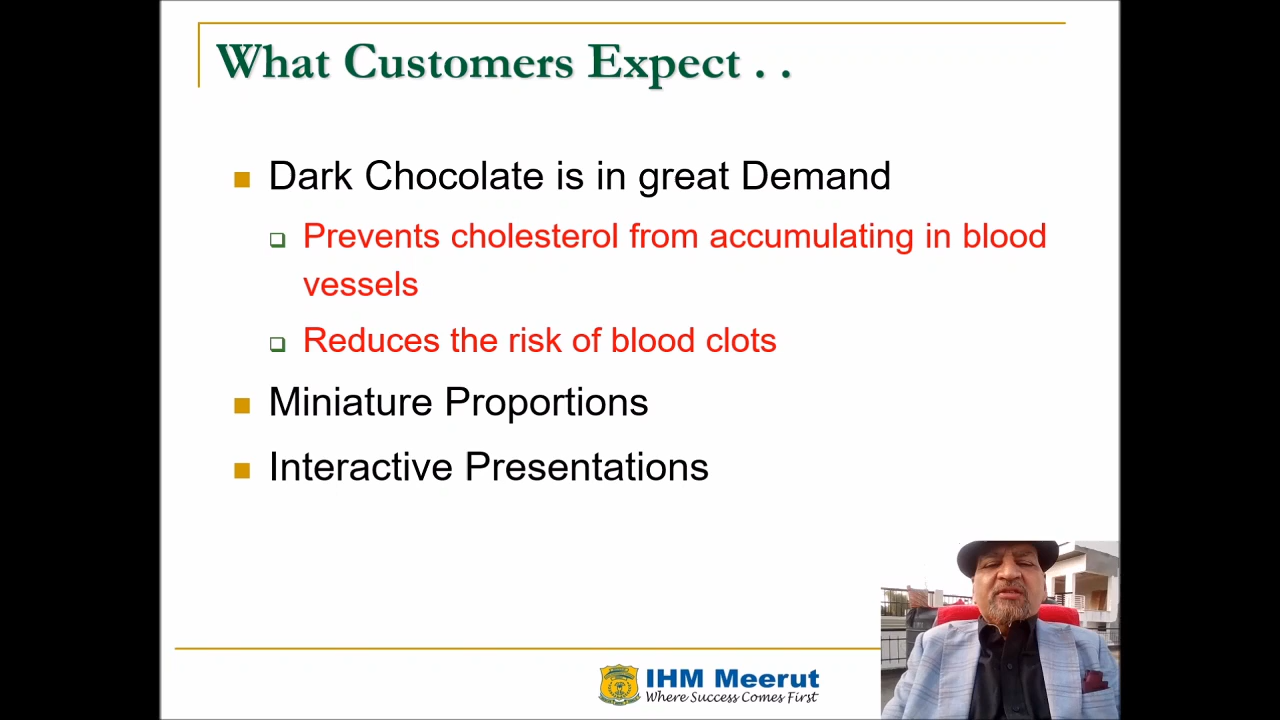 What Customers Expect . .
Dark Chocolate is in great Demand
Prevents cholesterol from accumulating in blood
vessels
Reduces the risk of blood clots
Miniature Proportions
Interactive Presentations
IHM Meerut
Where Success Comes First